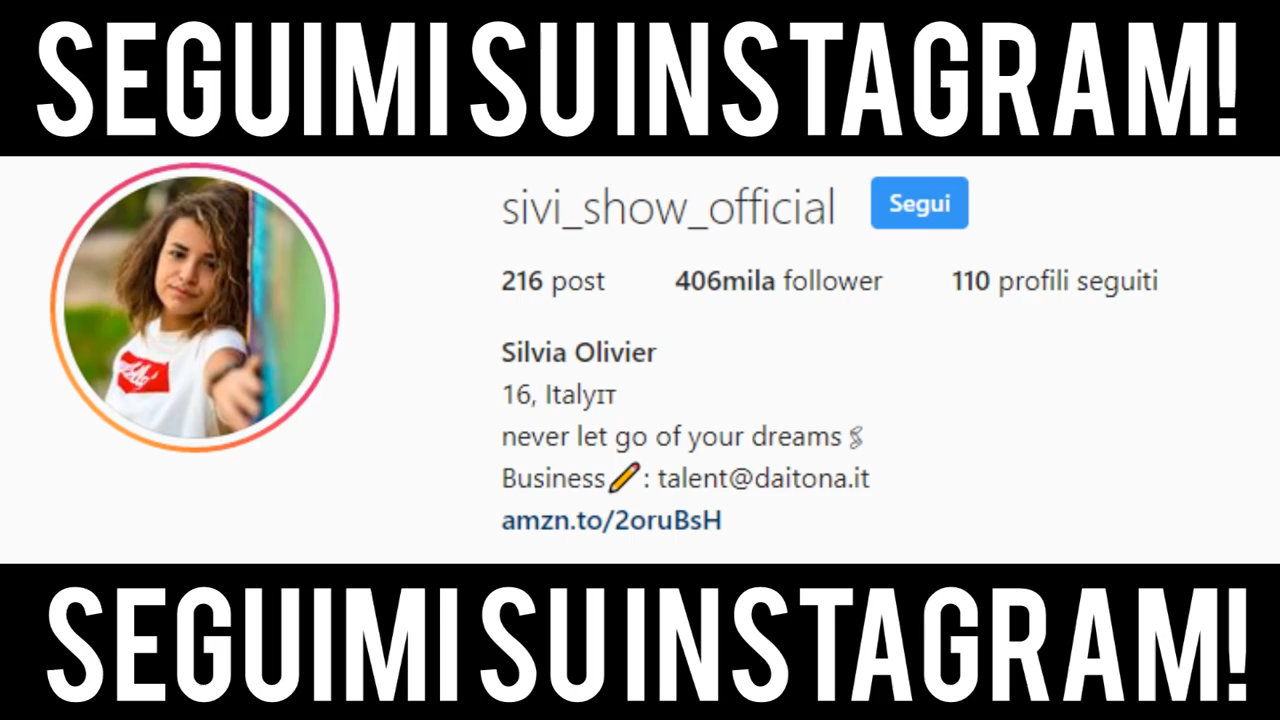 SEGUIMI SU INSTAGRAM!
sivi_show_official Segui
216 post 406mila follower 110 profili seguiti
Silvia Olivier
16, ItalyIT
never let go of your dreams
Business✏️: talent@daitona.it
amzn.to/2oruBsH
SEGUIMI SU INSTAGRAM!